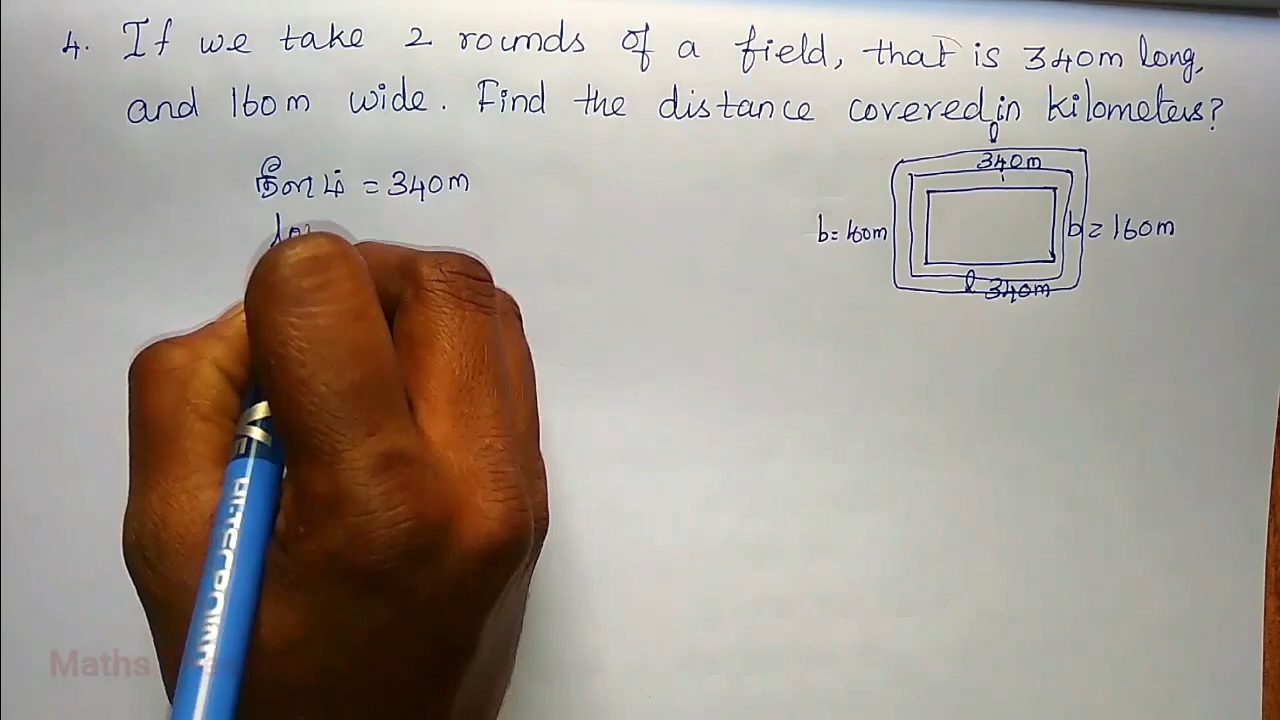 4. If we take 2 rounds of a field, that is 340m long,
and 160m wide. Find the distance covered in kilometers?
l
340m
நீளம் = 340m
b = 160m
b = 160m
l 340m
Maths